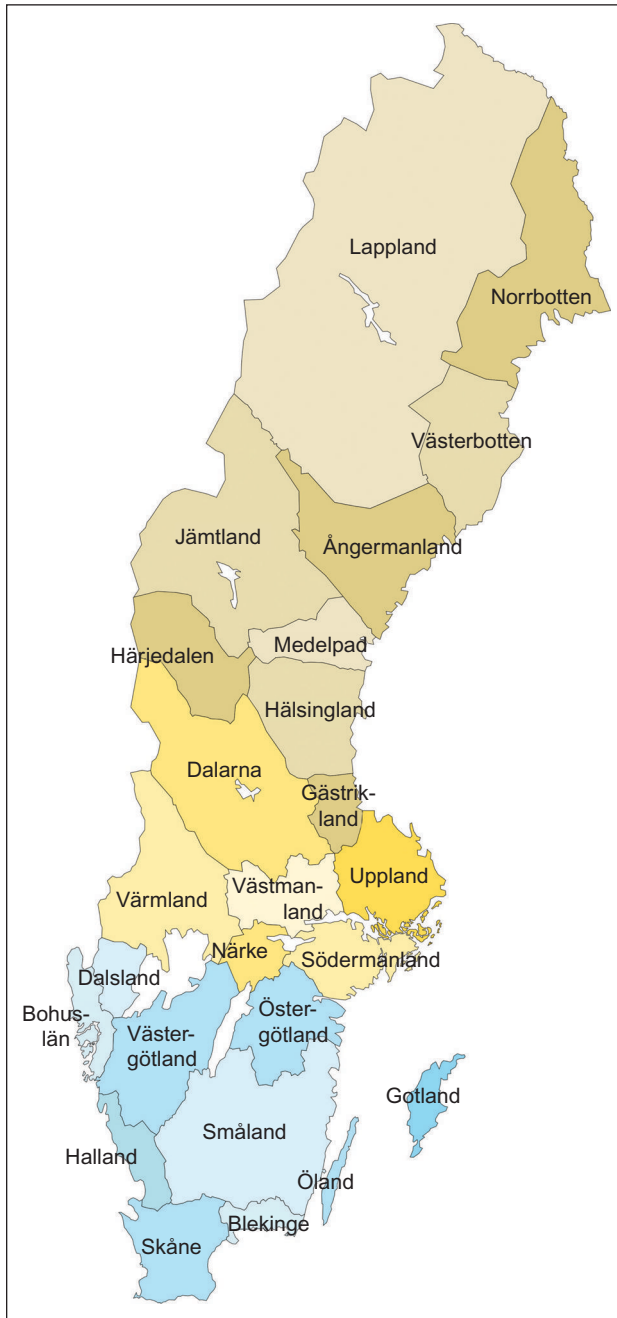 Lappland
Norrbotten
Västerbotten
Jämtland
Ångermanland
Medelpad
Härjedalen
Hälsingland
Dalarna
Gästrik-
land
Uppland
Värmland
Västman-
land
Närke
Södermanland
Dalsland
Bohus-
län
Väster-
götland
Öster-
götland
Gotland
Småland
Halland
Öland
Blekinge
Skåne